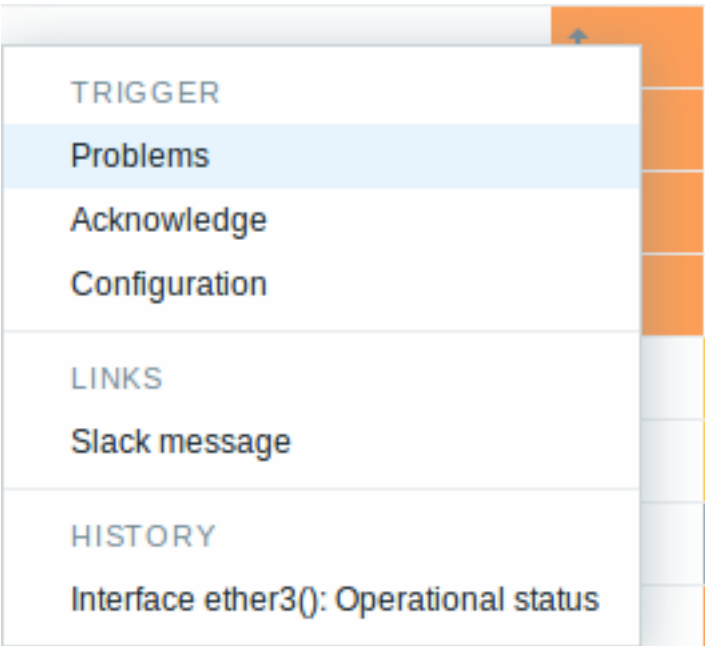 TRIGGER
Problems
Acknowledge
Configuration
LINKS
Slack message
HISTORY
Interface ether3(): Operational status